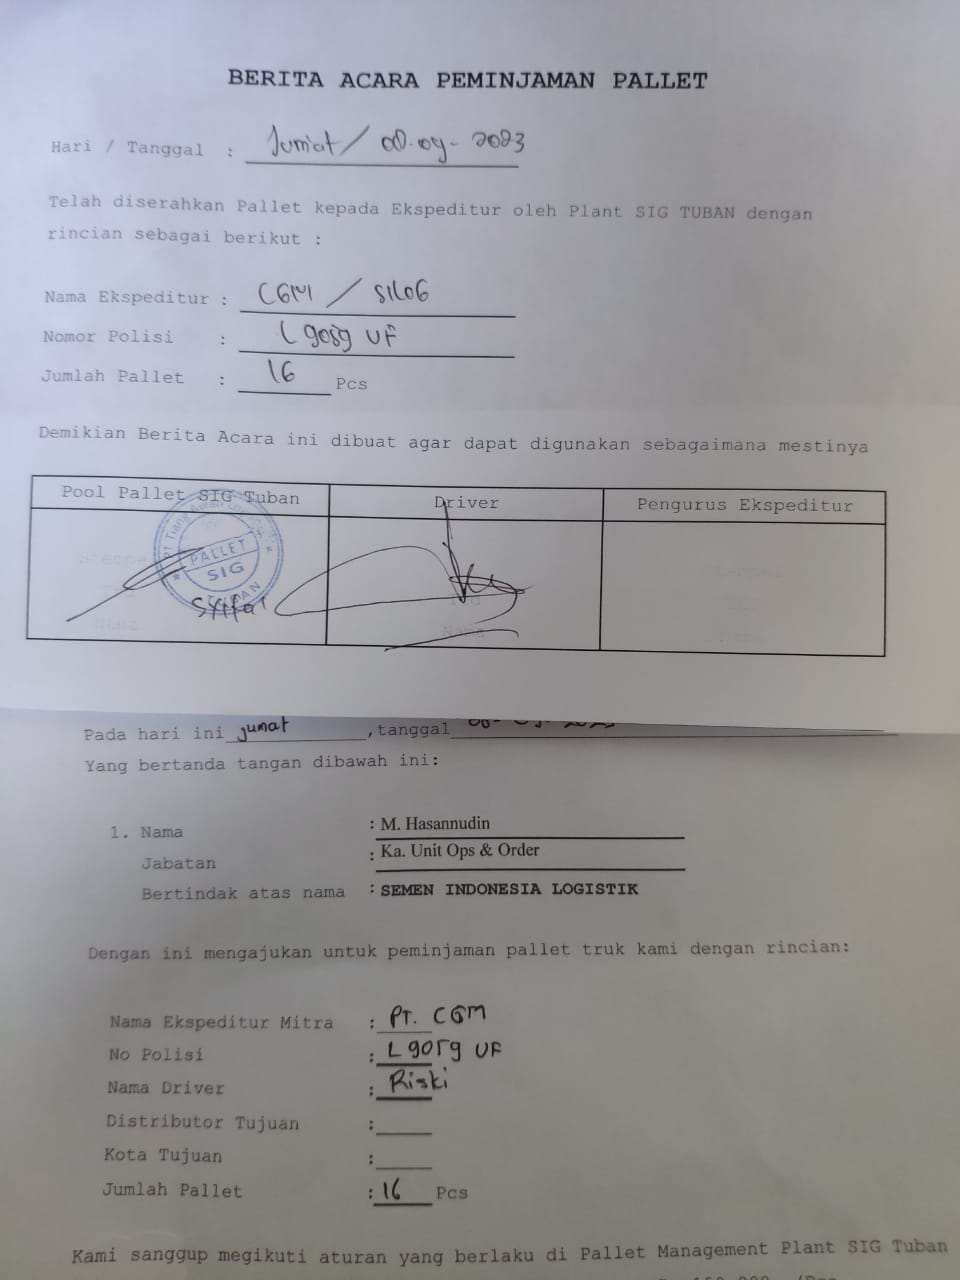 BERITA ACARA PEMINJAMAN PALLET
Hari / Tanggal : Jum'at / 08-09-2023
Telah diserahkan Pallet kepada Ekspeditur oleh Plant SIG TUBAN dengan
rincian sebagai berikut :
Nama Ekspeditur : CGM / SILOG
Nomor Polisi : L 9059 UF
Jumlah Pallet : 16 Pcs
Demikian Berita Acara ini dibuat agar dapat digunakan sebagaimana mestinya
Pool Pallet SIG Tuban Driver Pengurus Ekspeditur
PALLET
SIG
TUBAN
Nama
Pada hari ini jumat , tanggal
Yang bertanda tangan dibawah ini:
1. Nama : M. Hasannudin
Jabatan : Ka. Unit Ops & Order
Bertindak atas nama : SEMEN INDONESIA LOGISTIK
Dengan ini mengajukan untuk peminjaman pallet truk kami dengan rincian:
Nama Ekspeditur Mitra : PT. CGM
No Polisi : L 9059 UF
Nama Driver : Riski
Distributor Tujuan :
Kota Tujuan :
Jumlah Pallet : 16 Pcs
Kami sanggup megikuti aturan yang berlaku di Pallet Management Plant SIG Tuban